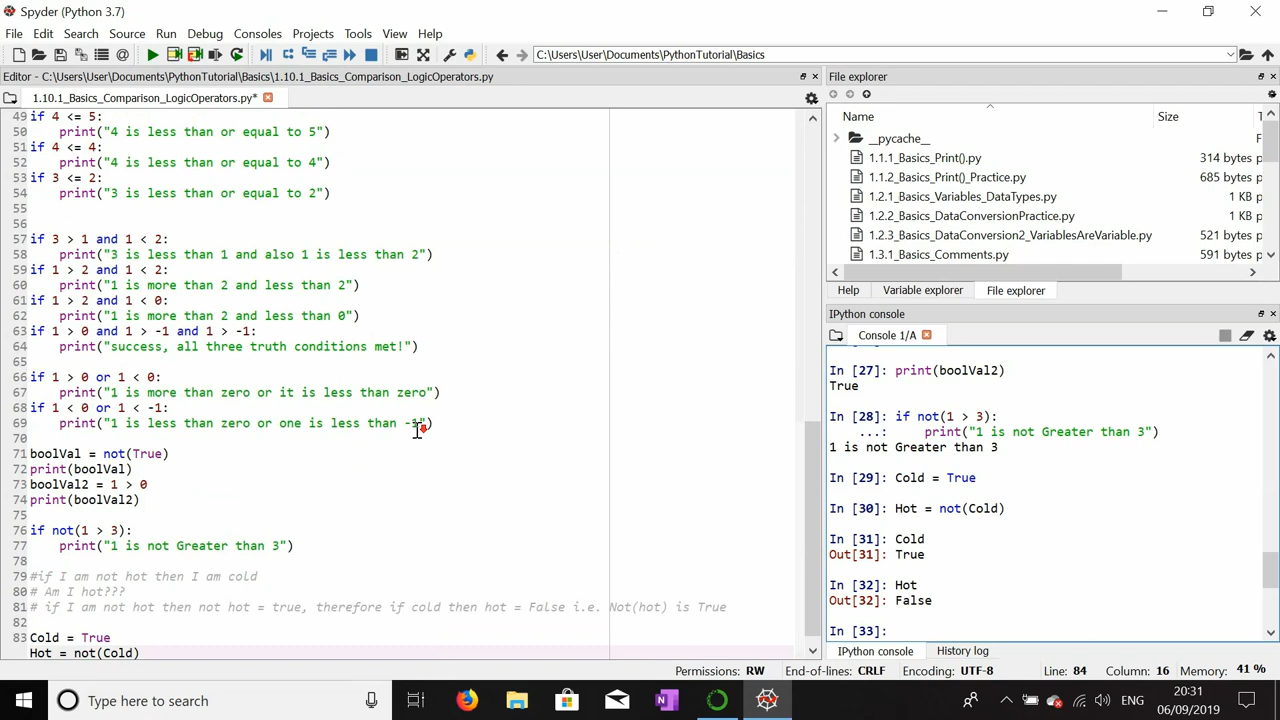 Spyder (Python 3.7)
File Edit Search Source Run Debug Consoles Projects Tools View Help
C:\Users\User\Documents\PythonTutorial\Basics
Editor - C:\Users\User\Documents\PythonTutorial\Basics\1.10.1_Basics_Comparison_LogicOperators.py
1.10.1_Basics_Comparison_LogicOperators.py*
49 if 4 <= 5:
50     print("4 is less than or equal to 5")
51 if 4 <= 4:
52     print("4 is less than or equal to 4")
53 if 3 <= 2:
54     print("3 is less than or equal to 2")
55
56
57 if 3 > 1 and 1 < 2:
58     print("3 is less than 1 and also 1 is less than 2")
59 if 1 > 2 and 1 < 2:
60     print("1 is more than 2 and less than 2")
61 if 1 > 2 and 1 < 0:
62     print("1 is more than 2 and less than 0")
63 if 1 > 0 and 1 > -1 and 1 > -1:
64     print("success, all three truth conditions met!")
65
66 if 1 > 0 or 1 < 0:
67     print("1 is more than zero or it is less than zero")
68 if 1 < 0 or 1 < -1:
69     print("1 is less than zero or one is less than -1")
70
71 boolVal = not(True)
72 print(boolVal)
73 boolVal2 = 1 > 0
74 print(boolVal2)
75
76 if not(1 > 3):
77     print("1 is not Greater than 3")
78
79 #if I am not hot then I am cold
80 # Am I hot???
81 # if I am not hot then not hot = true, therefore if cold then hot = False i.e. Not(hot) is True
82
83 Cold = True
Hot = not(Cold)
File explorer
Name Size
__pycache__
1.1.1_Basics_Print().py 314 bytes
1.1.2_Basics_Print()_Practice.py 685 bytes
1.2.1_Basics_Variables_DataTypes.py 1 KB
1.2.2_Basics_DataConversionPractice.py 1 KB
1.2.3_Basics_DataConversion2_VariablesAreVariable.py 521 bytes
1.3.1_Basics_Comments.py 591 bytes
Help Variable explorer File explorer
IPython console
Console 1/A
In [27]: print(boolVal2)
True
In [28]: if not(1 > 3):
...:     print("1 is not Greater than 3")
1 is not Greater than 3
In [29]: Cold = True
In [30]: Hot = not(Cold)
In [31]: Cold
Out[31]: True
In [32]: Hot
Out[32]: False
In [33]:
IPython console History log
Permissions: RW End-of-lines: CRLF Encoding: UTF-8 Line: 84 Column: 16 Memory: 41 %
Type here to search
ENG
20:31
06/09/2019